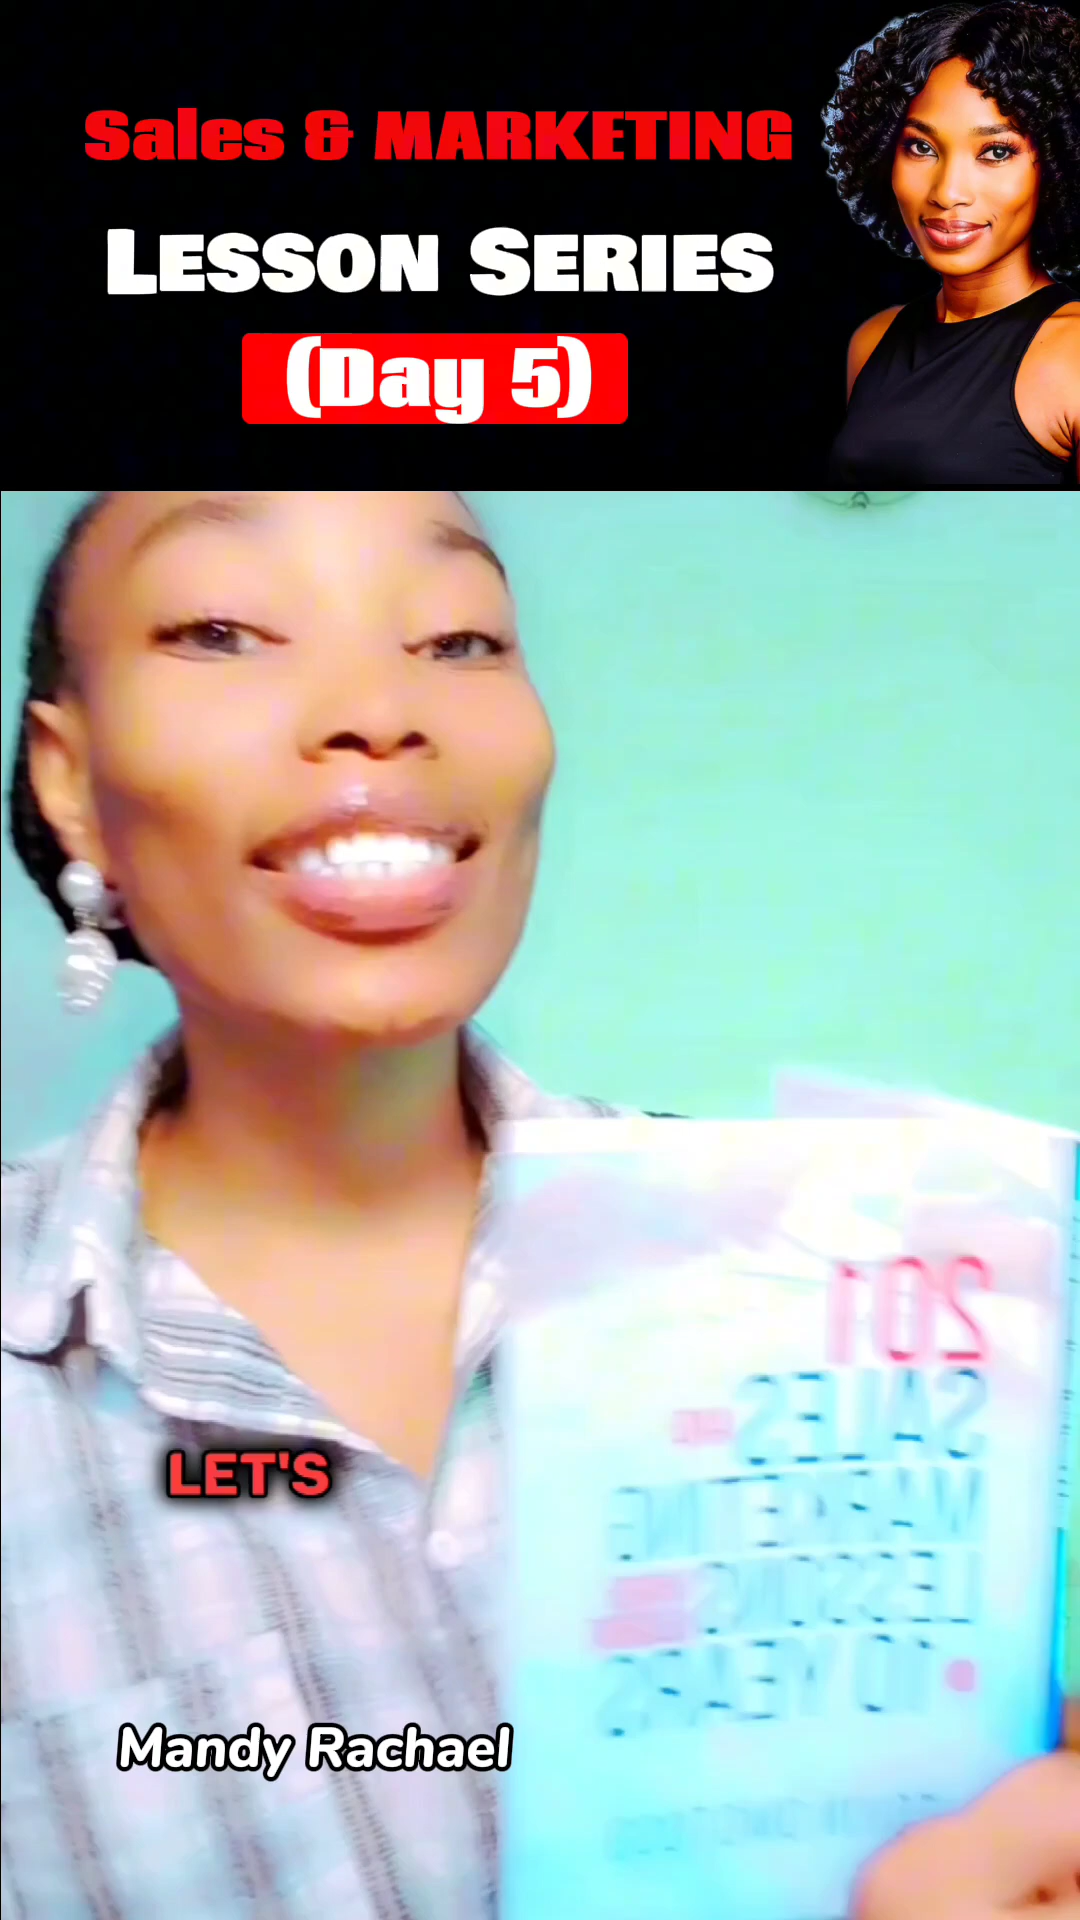 Sales & MARKETING
LESSON SERIES
(Day 5)
201
SALES
MARKETING
LESSONS
10 YEARS
LET'S
Mandy Rachael